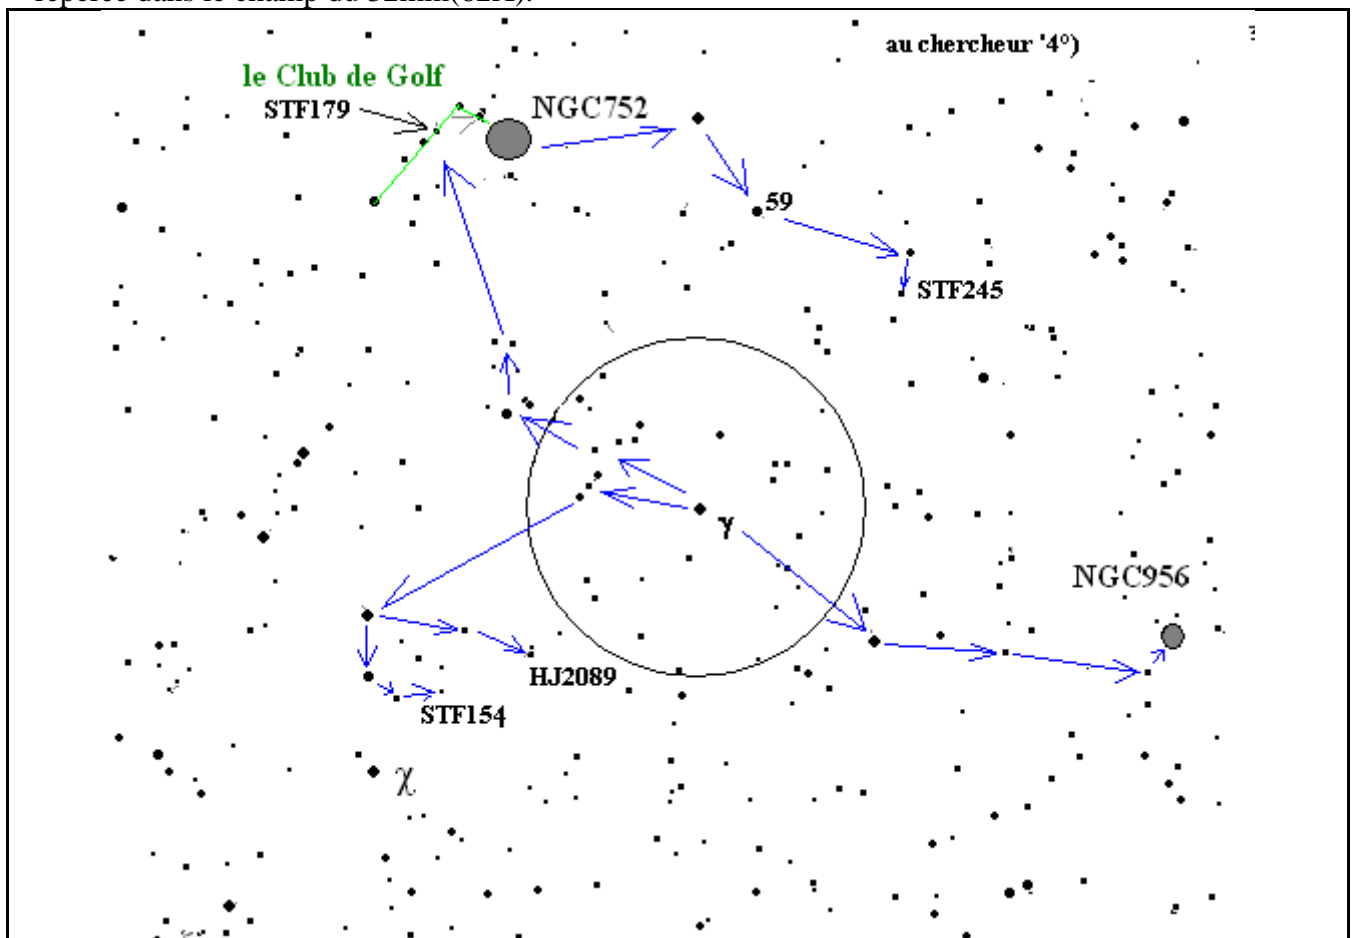 au chercheur '4°)
le Club de Golf
STF179
NGC752
59
STF245
γ
NGC956
HJ2089
STF154
χ